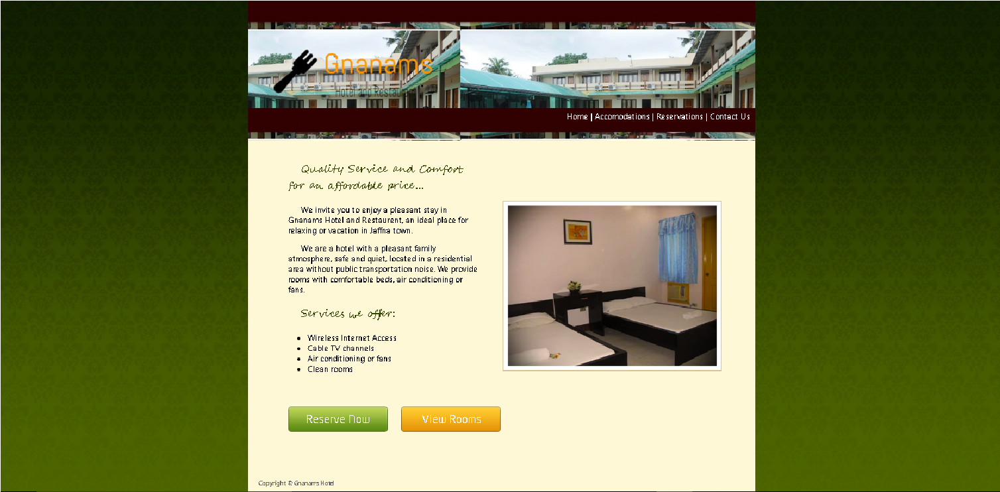 Gnanams
Hotel and Restaurent
Home | Accomodations | Reservations | Contact Us
Quality Service and Comfort
for an affordable price...
We invite you to enjoy a pleasant stay in
Gnanams Hotel and Restaurent, an ideal place for
relaxing or vacation in Jaffna town.
We are a hotel with a pleasant family
atmosphere, safe and quiet, located in a residential
area without public transportation noise. We provide
rooms with comfortable beds, air conditioning or
fans.
Services we offer:
Wireless Internet Access
Cable TV channels
Air conditioning or fans
Clean rooms
Reserve Now
View Rooms
Copyright © Gnanams Hotel